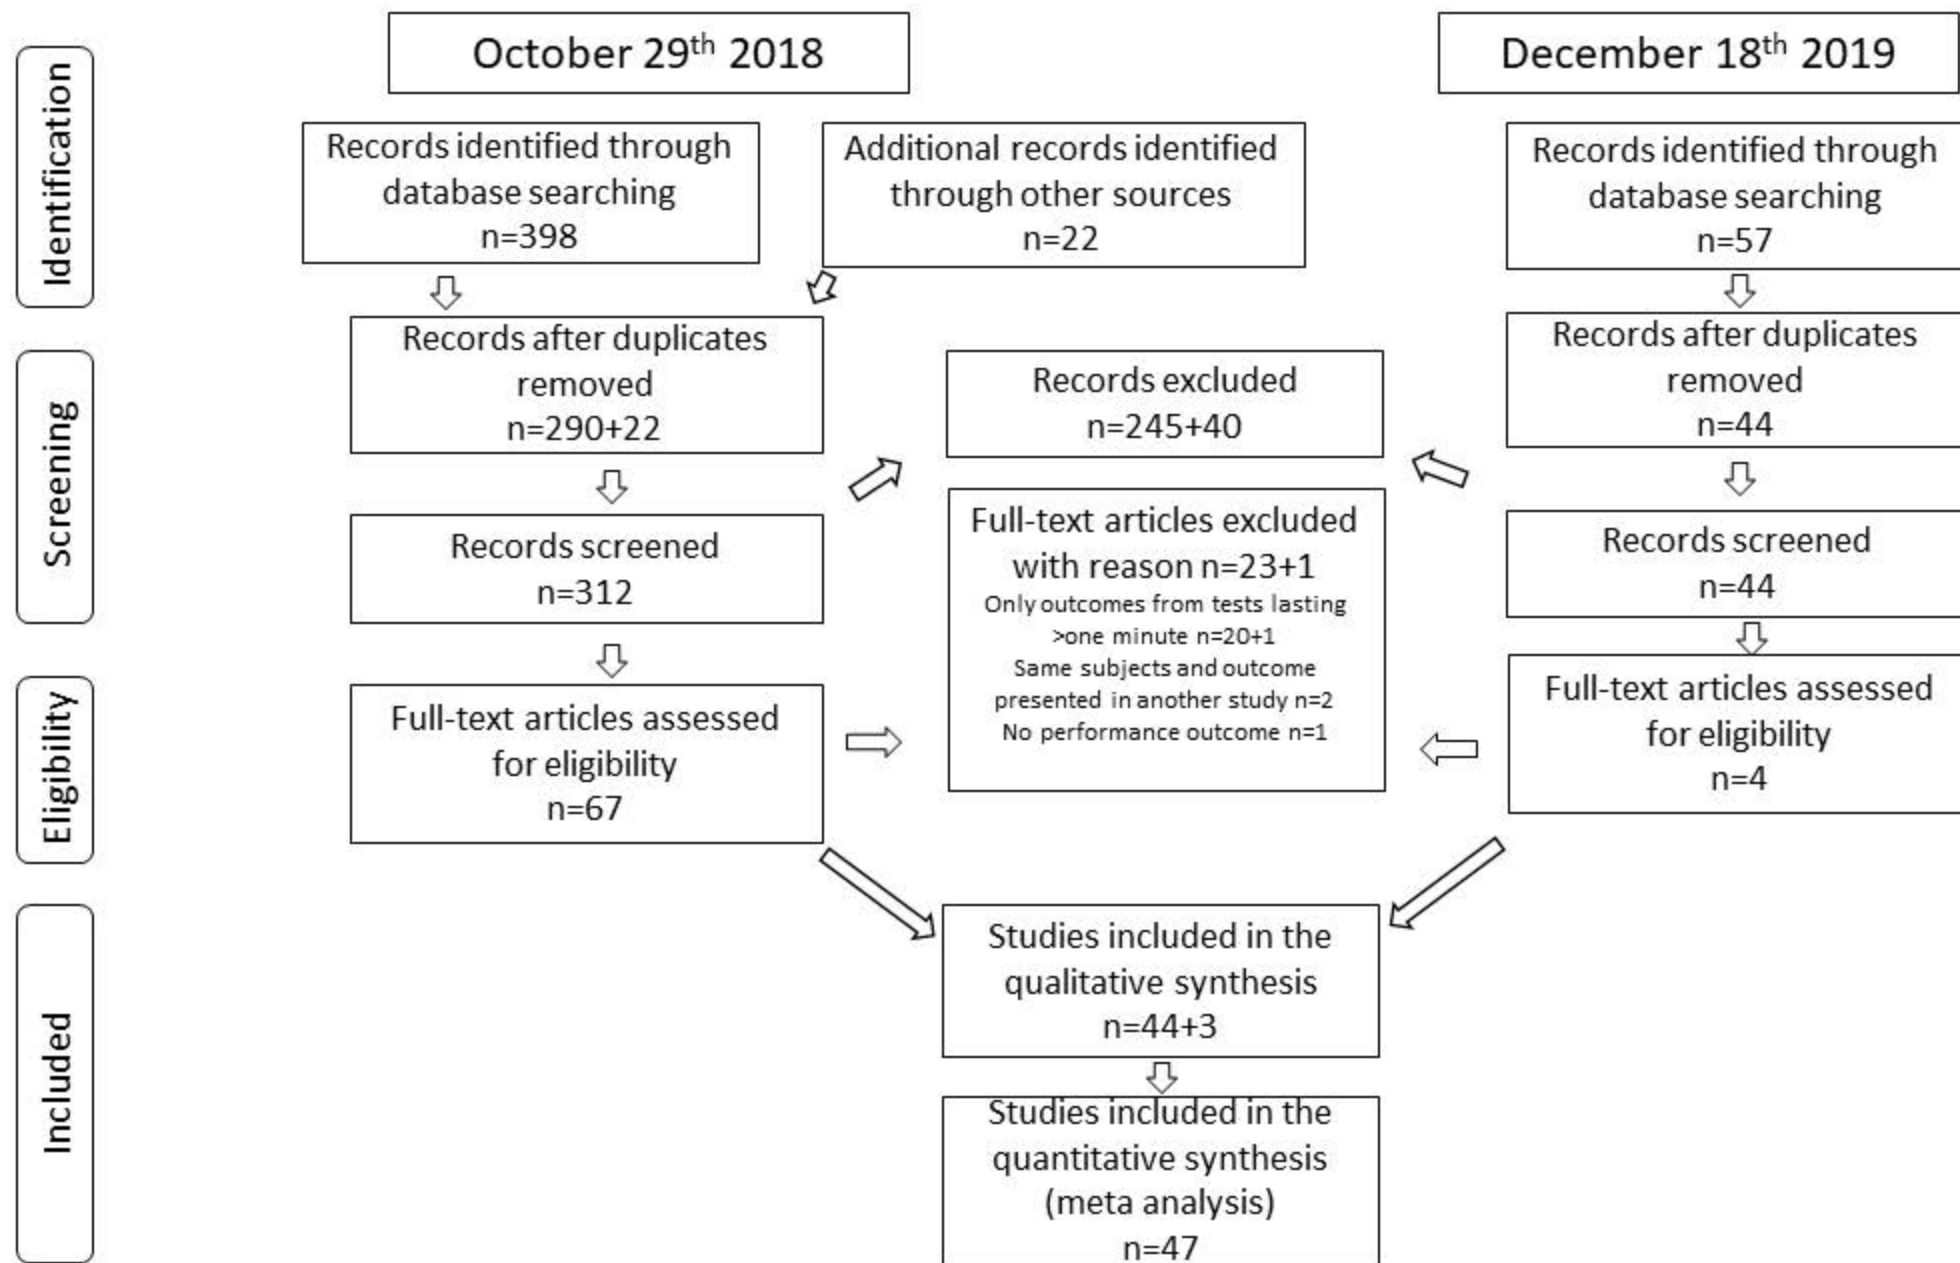 October 29th 2018
December 18th 2019
Identification
Records identified through
database searching
n=398
Additional records identified
through other sources
n=22
Records identified through
database searching
n=57
Screening
Records after duplicates
removed
n=290+22
Records excluded
n=245+40
Records after duplicates
removed
n=44
Records screened
n=312
Full-text articles excluded
with reason n=23+1
Only outcomes from tests lasting
>one minute n=20+1
Same subjects and outcome
presented in another study n=2
No performance outcome n=1
Records screened
n=44
Eligibility
Full-text articles assessed
for eligibility
n=67
Full-text articles assessed
for eligibility
n=4
Included
Studies included in the
qualitative synthesis
n=44+3
Studies included in the
quantitative synthesis
(meta analysis)
n=47